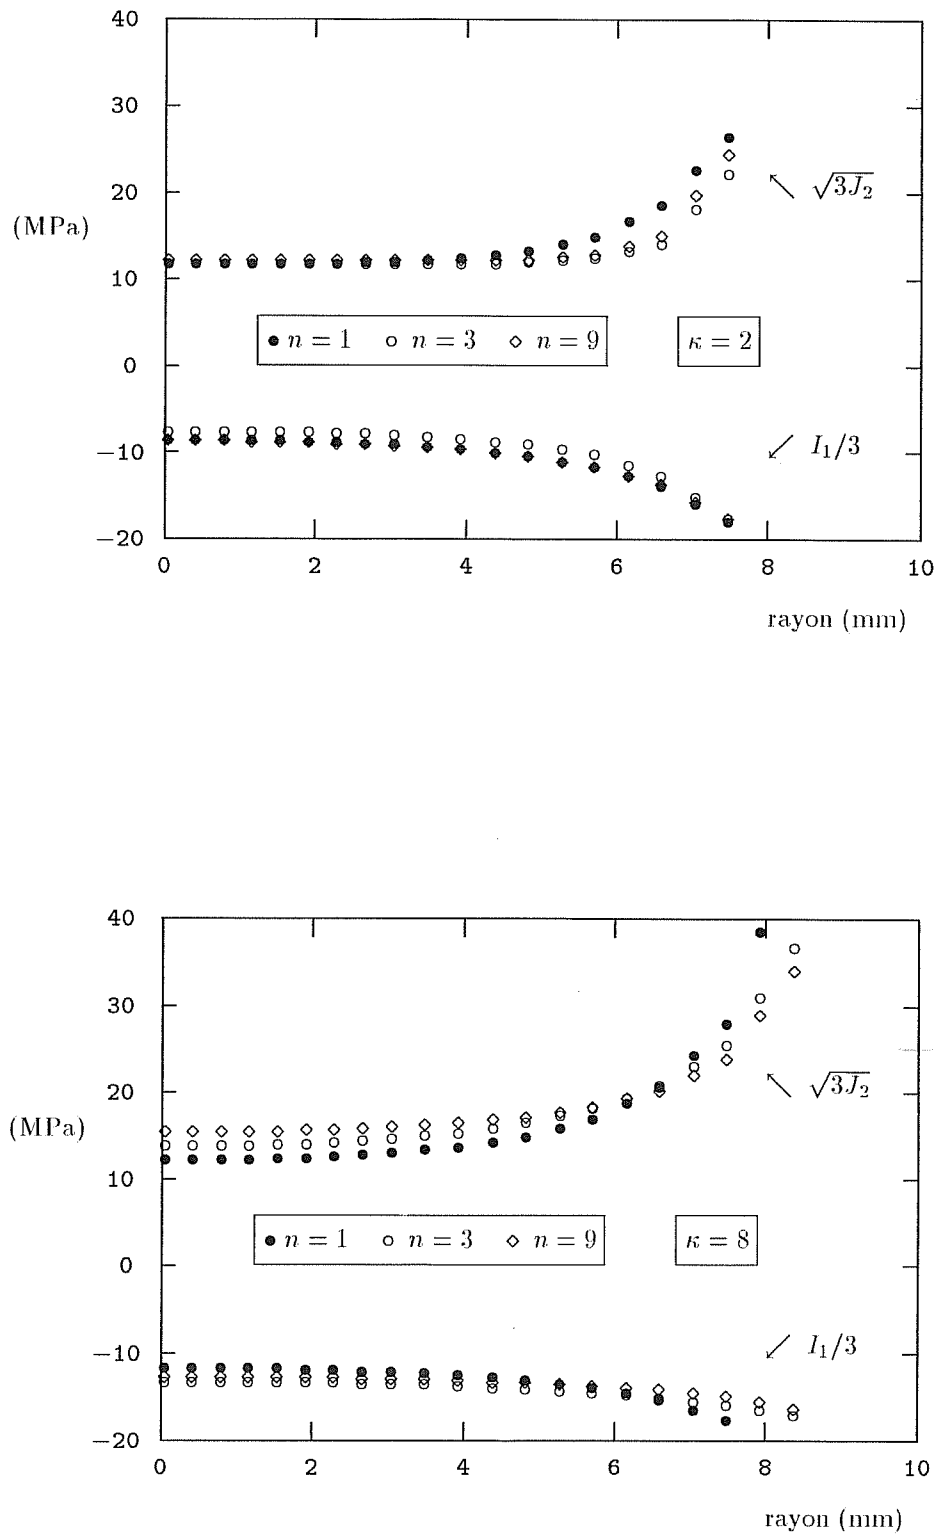 40
30
20
(MPa)
√3J₂
10
● n = 1 ○ n = 3 ◇ n = 9
κ = 2
0
−10
I₁/3
−20
0 2 4 6 8 10
rayon (mm)
40
30
20
(MPa)
√3J₂
10
● n = 1 ○ n = 3 ◇ n = 9
κ = 8
0
−10
I₁/3
−20
0 2 4 6 8 10
rayon (mm)